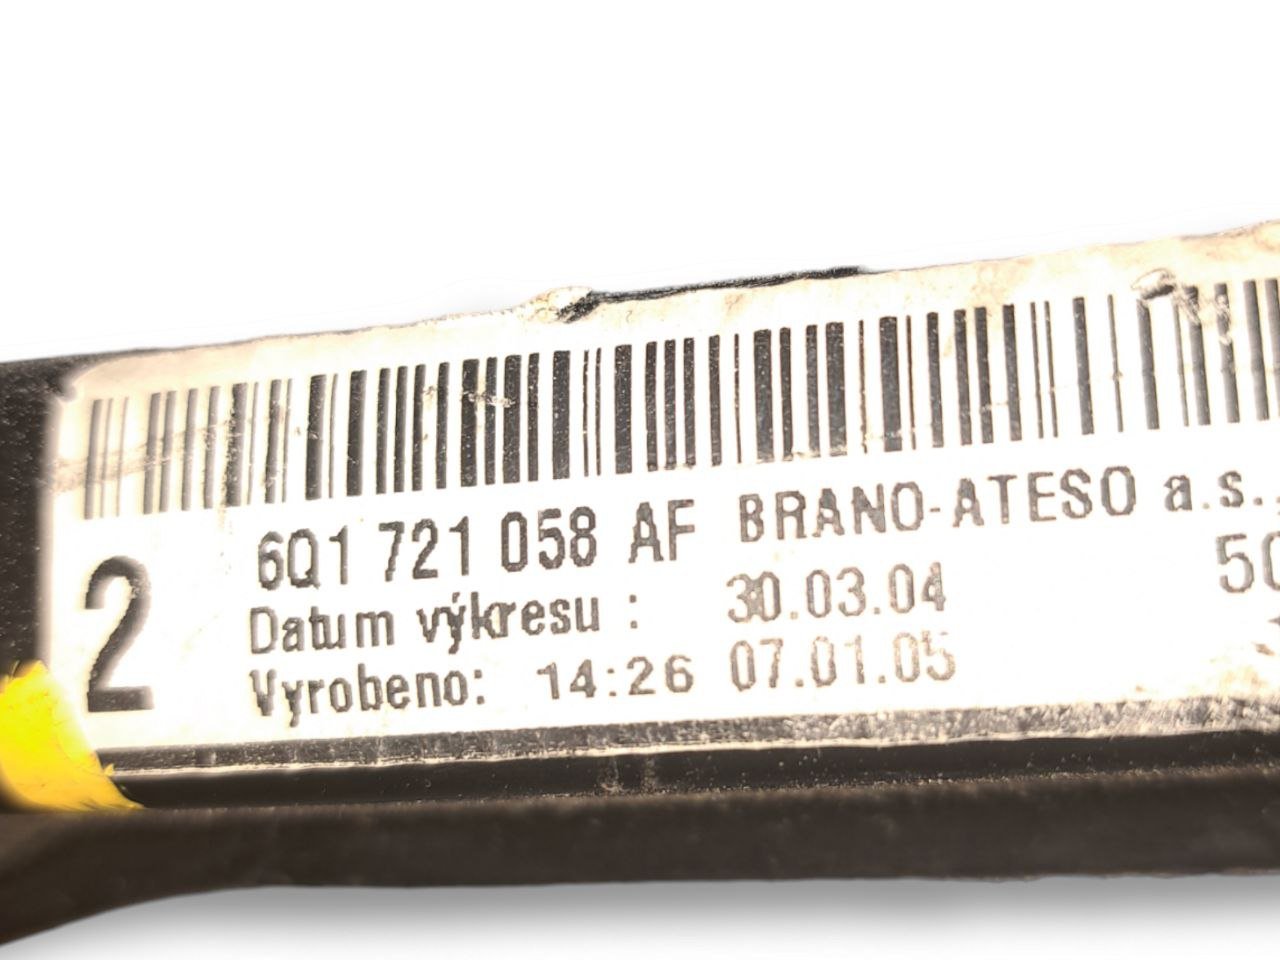 6Q1 721 058 AF BRANO-ATESO a.s.
2
Datum výkresu : 30.03.04
Vyrobeno: 14:26 07.01.05